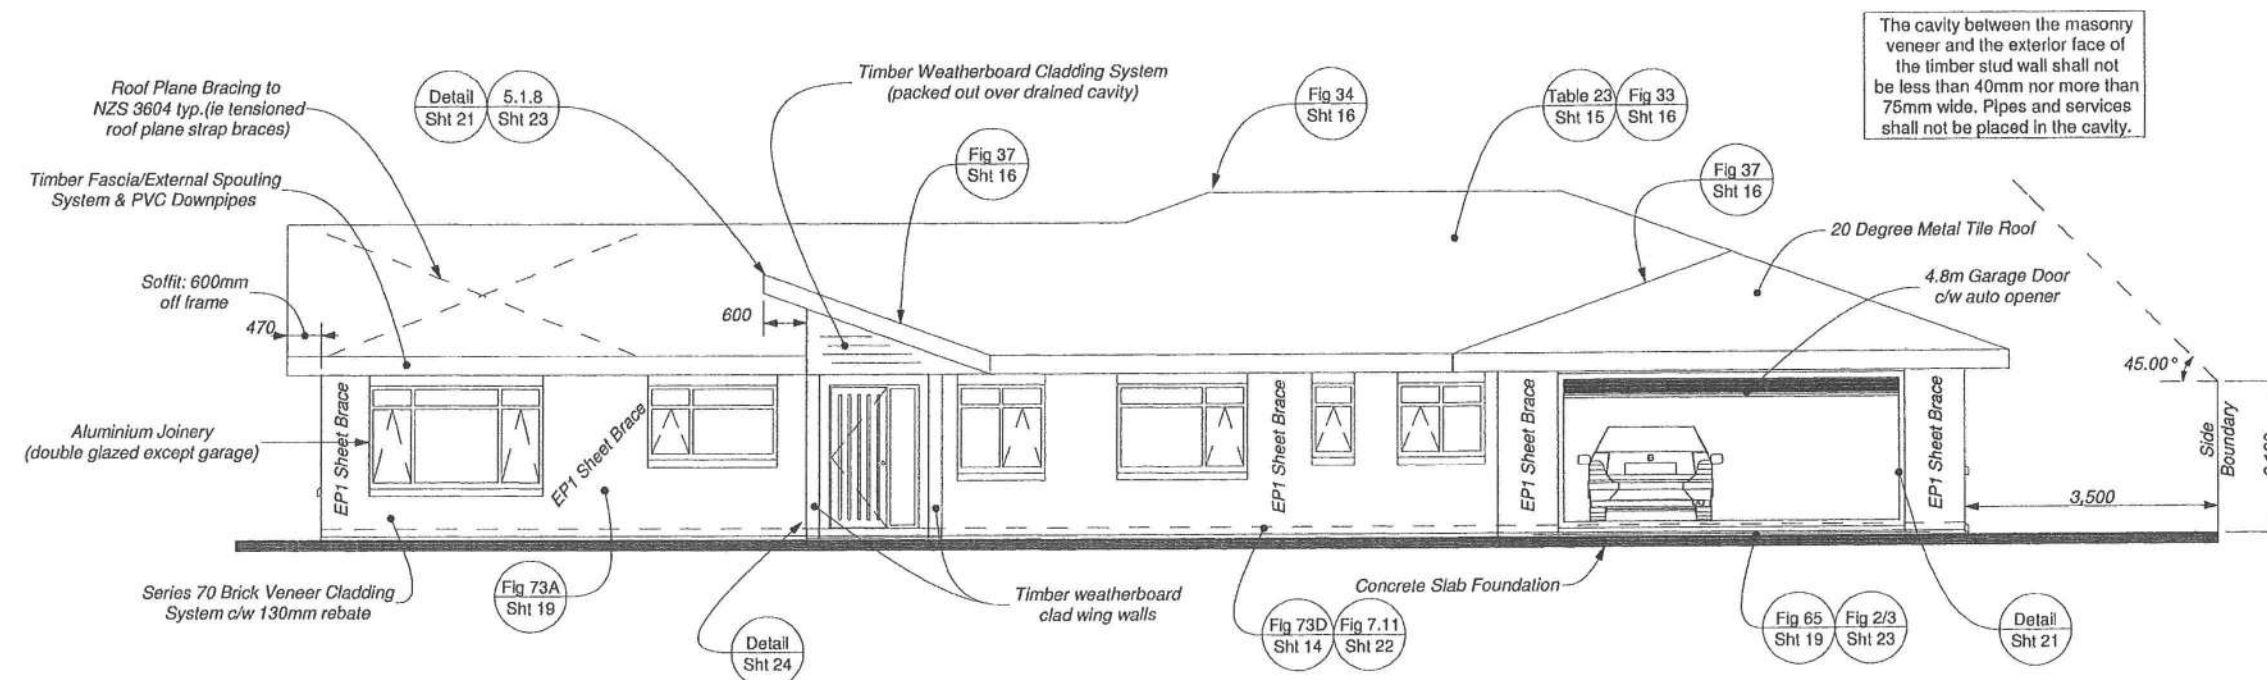 The cavity between the masonry
veneer and the exterior face of
the timber stud wall shall not
be less than 40mm nor more than
75mm wide. Pipes and services
shall not be placed in the cavity.
Roof Plane Bracing to
NZS 3604 typ.(ie tensioned
roof plane strap braces)
Detail
Sht 21
5.1.8
Sht 23
Timber Weatherboard Cladding System
(packed out over drained cavity)
Fig 34
Sht 16
Table 23
Sht 15
Fig 33
Sht 16
Fig 37
Sht 16
Fig 37
Sht 16
Timber Fascia/External Spouting
System & PVC Downpipes
20 Degree Metal Tile Roof
4.8m Garage Door
c/w auto opener
Soffit: 600mm
off frame
470
600
45.00°
Aluminium Joinery
(double glazed except garage)
EP1 Sheet Brace
EP1 Sheet Brace
EP1 Sheet Brace
EP1 Sheet Brace
EP1 Sheet Brace
Side
Boundary
3,500
Series 70 Brick Veneer Cladding
System c/w 130mm rebate
Fig 73A
Sht 19
Detail
Sht 24
Timber weatherboard
clad wing walls
Concrete Slab Foundation
Fig 73D
Sht 14
Fig 7.11
Sht 22
Fig 65
Sht 19
Fig 2/3
Sht 23
Detail
Sht 21